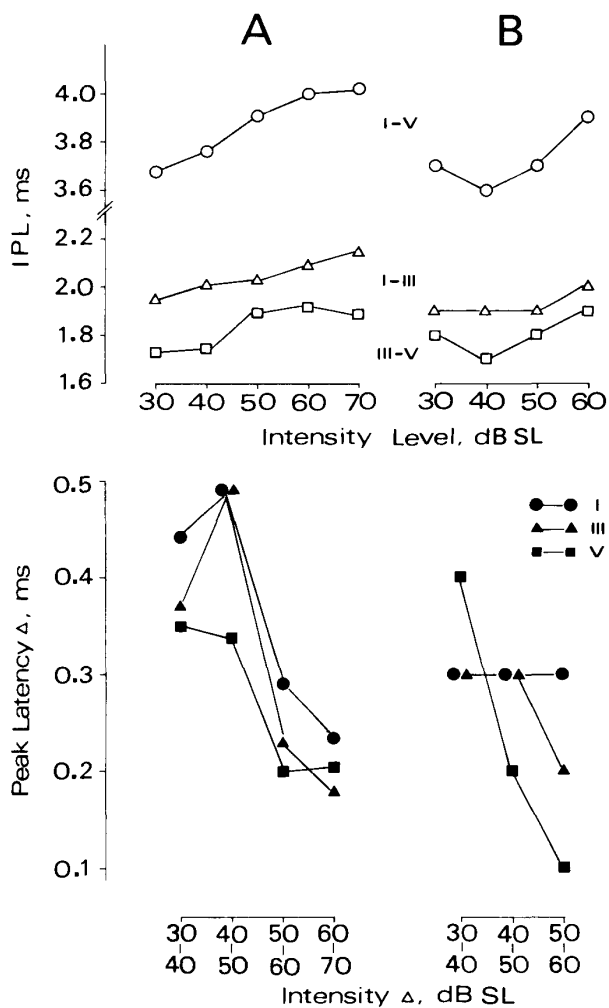 A B
4.0
3.8
3.6
2.2
2.0
1.8
1.6
IPL, ms
I-V
I-III
III-V
30 40 50 60 70 30 40 50 60
Intensity Level, dB SL
0.5
0.4
0.3
0.2
0.1
Peak Latency Δ, ms
I
III
V
30 40 50 60 30 40 50
40 50 60 70 40 50 60
Intensity Δ, dB SL